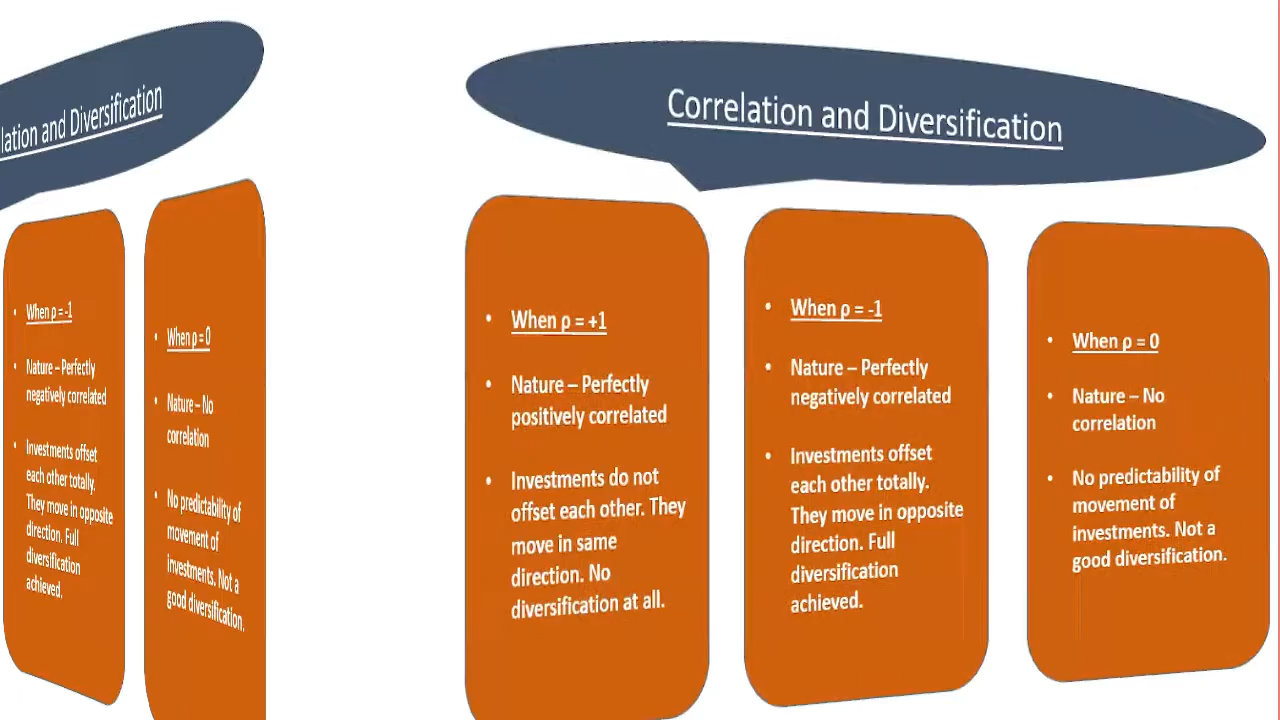 lation and Diversification
When ρ = -1
Nature – Perfectly
negatively correlated
Investments offset
each other totally.
They move in opposite
direction. Full
diversification
achieved.
When ρ = 0
Nature – No
correlation
No predictability of
movement of
investments. Not a
good diversification.
Correlation and Diversification
When ρ = +1
Nature – Perfectly
positively correlated
Investments do not
offset each other. They
move in same
direction. No
diversification at all.
When ρ = -1
Nature – Perfectly
negatively correlated
Investments offset
each other totally.
They move in opposite
direction. Full
diversification
achieved.
When ρ = 0
Nature – No
correlation
No predictability of
movement of
investments. Not a
good diversification.